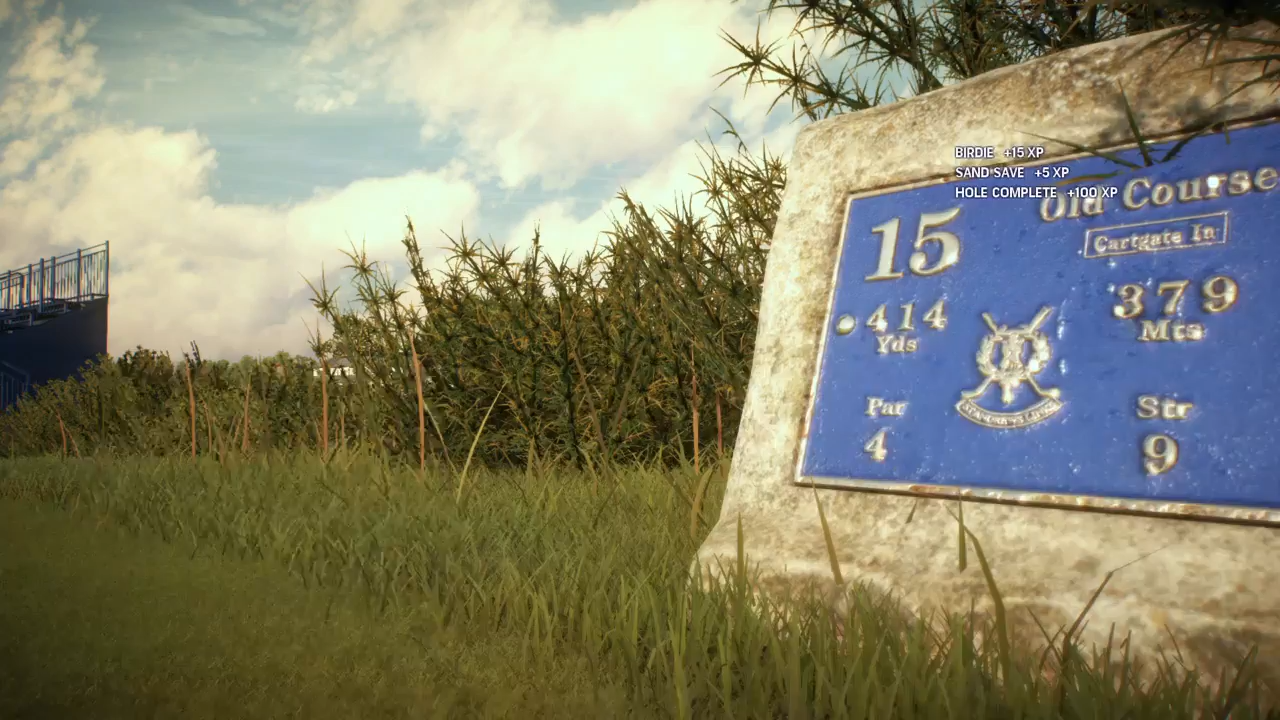 BIRDIE +15 XP
SAND SAVE +5 XP
HOLE COMPLETE +100 XP
Old Course
15
Cartgate In
414
Yds
379
Mts
Par
4
Str
9